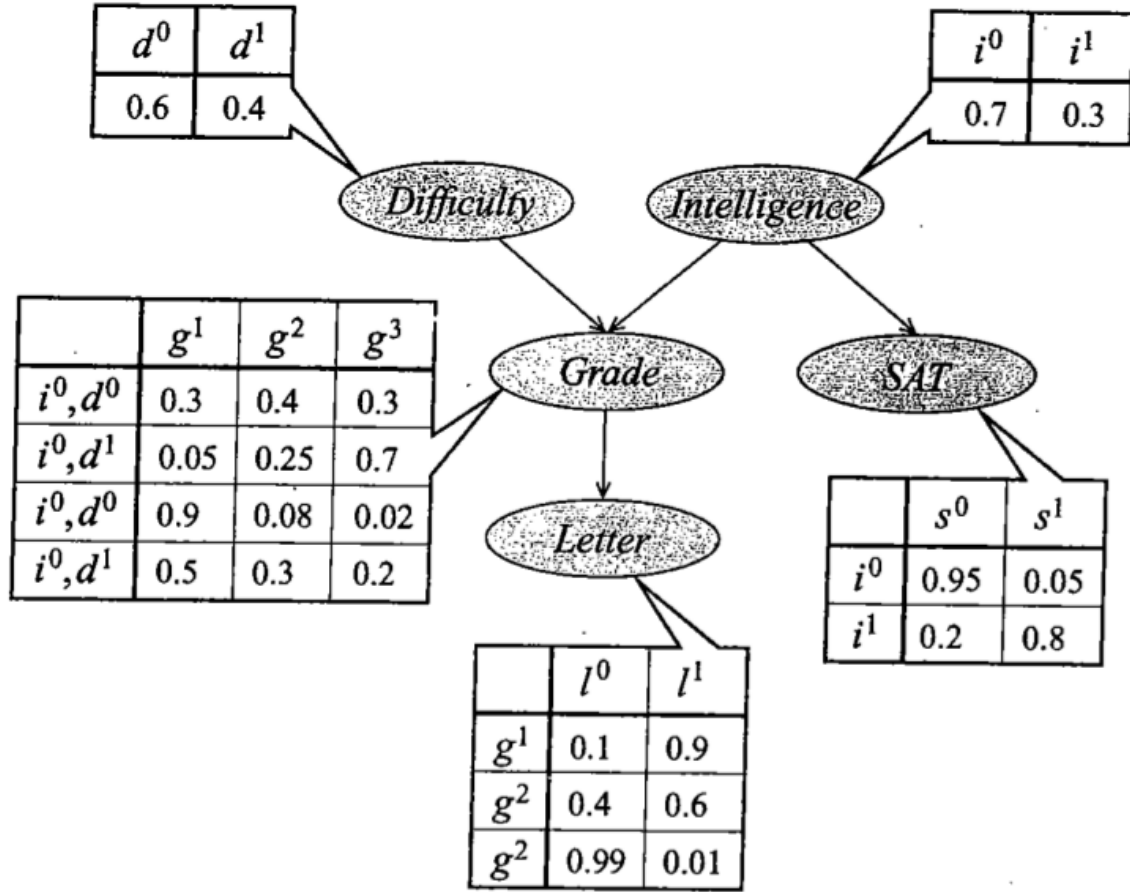 d⁰ d¹
0.6 0.4
i⁰ i¹
0.7 0.3
Difficulty
Intelligence
g¹ g² g³
i⁰,d⁰ 0.3 0.4 0.3
i⁰,d¹ 0.05 0.25 0.7
i⁰,d⁰ 0.9 0.08 0.02
i⁰,d¹ 0.5 0.3 0.2
Grade
SAT
Letter
s⁰ s¹
i⁰ 0.95 0.05
i¹ 0.2 0.8
l⁰ l¹
g¹ 0.1 0.9
g² 0.4 0.6
g² 0.99 0.01